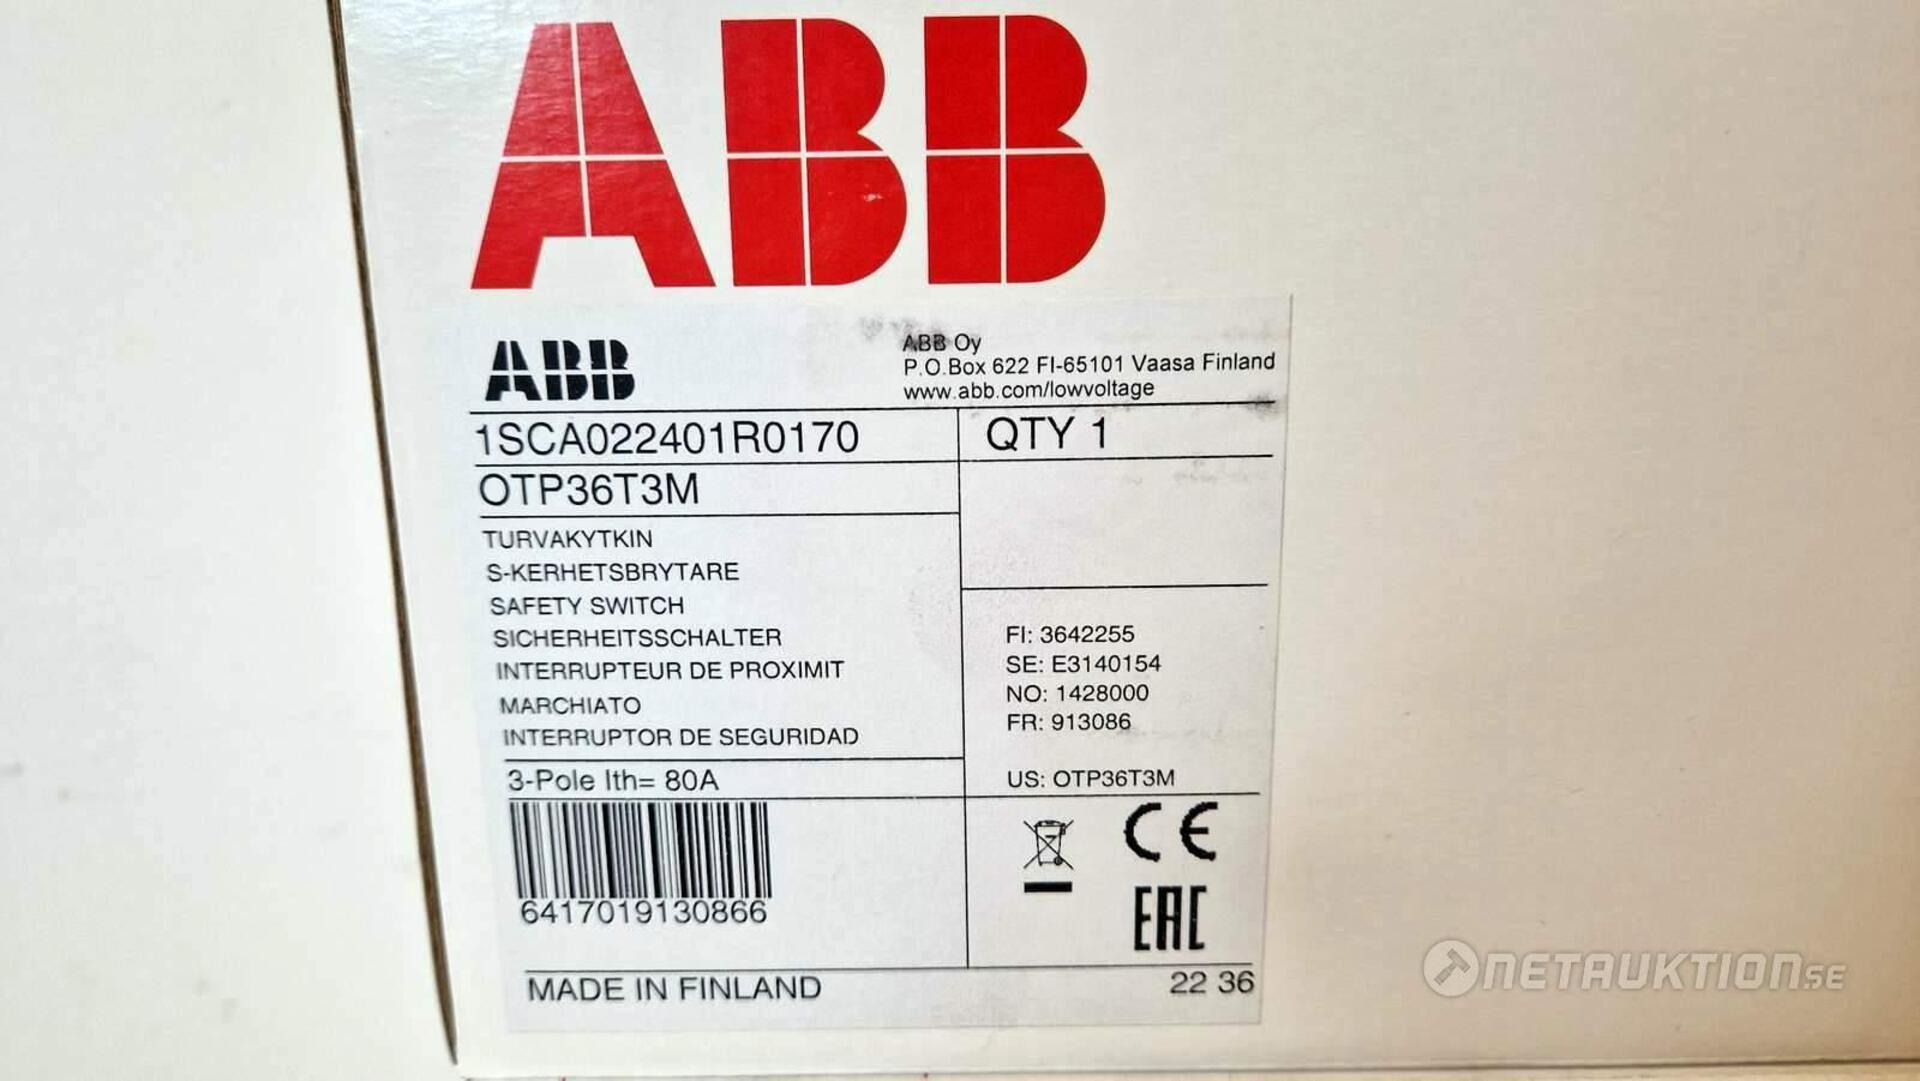 ABB
ABB
ABB Oy
P.O.Box 622 FI-65101 Vaasa Finland
www.abb.com/lowvoltage
1SCA022401R0170
QTY 1
OTP36T3M
TURVAKYTKIN
S-KERHETSBRYTARE
SAFETY SWITCH
SICHERHEITSSCHALTER
INTERRUPTEUR DE PROXIMIT
MARCHIATO
INTERRUPTOR DE SEGURIDAD
FI: 3642255
SE: E3140154
NO: 1428000
FR: 913086
US: OTP36T3M
3-Pole Ith= 80A
6417019130866
CE
EAC
MADE IN FINLAND
22 36
NETAUKTION.SE